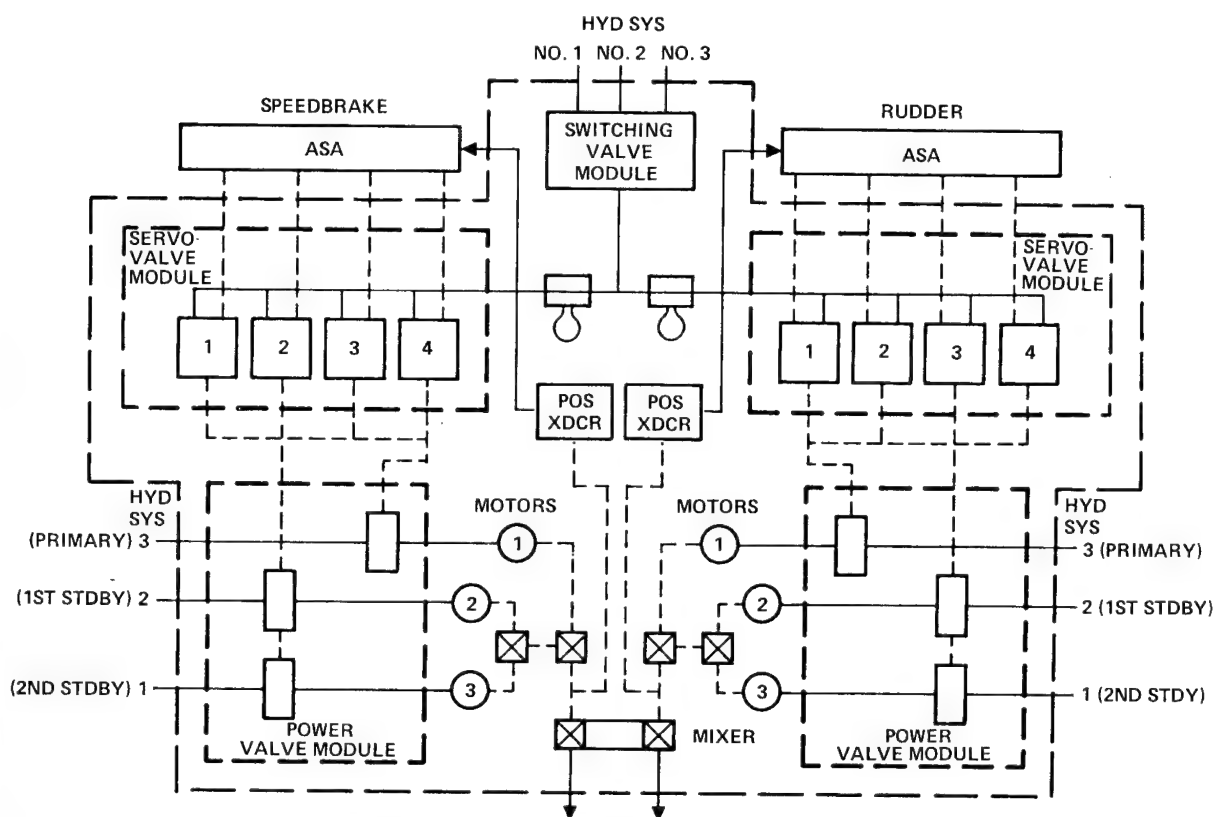 HYD SYS
NO. 1 NO. 2 NO. 3
SPEEDBRAKE
RUDDER
ASA
SWITCHING
VALVE
MODULE
ASA
SERVO-
VALVE
MODULE
SERVO-
VALVE
MODULE
1 2 3 4
1 2 3 4
POS
XDCR
POS
XDCR
HYD
SYS
MOTORS
MOTORS
HYD
SYS
(PRIMARY) 3
1
1
3 (PRIMARY)
(1ST STDBY) 2
2
2
2 (1ST STDBY)
(2ND STDBY) 1
3
3
1 (2ND STDY)
POWER
VALVE MODULE
MIXER
POWER
VALVE MODULE